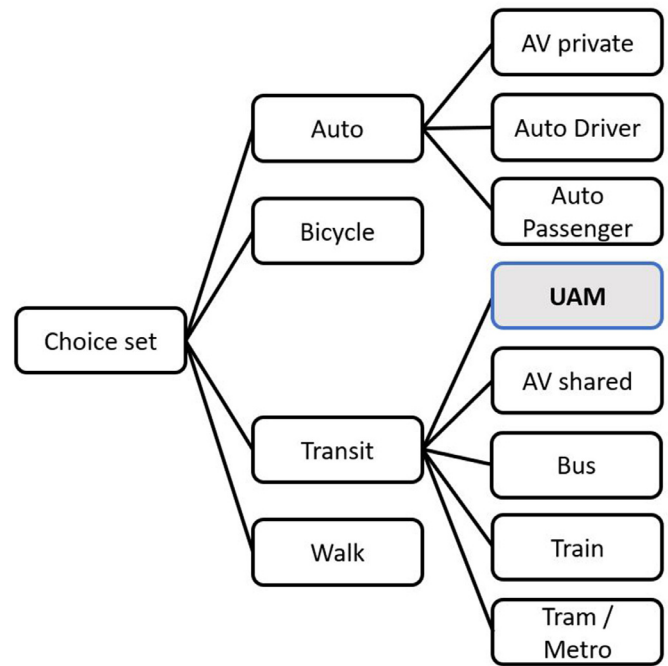 AV private
Auto
Auto Driver
Auto
Passenger
Bicycle
UAM
Choice set
AV shared
Transit
Bus
Walk
Train
Tram /
Metro